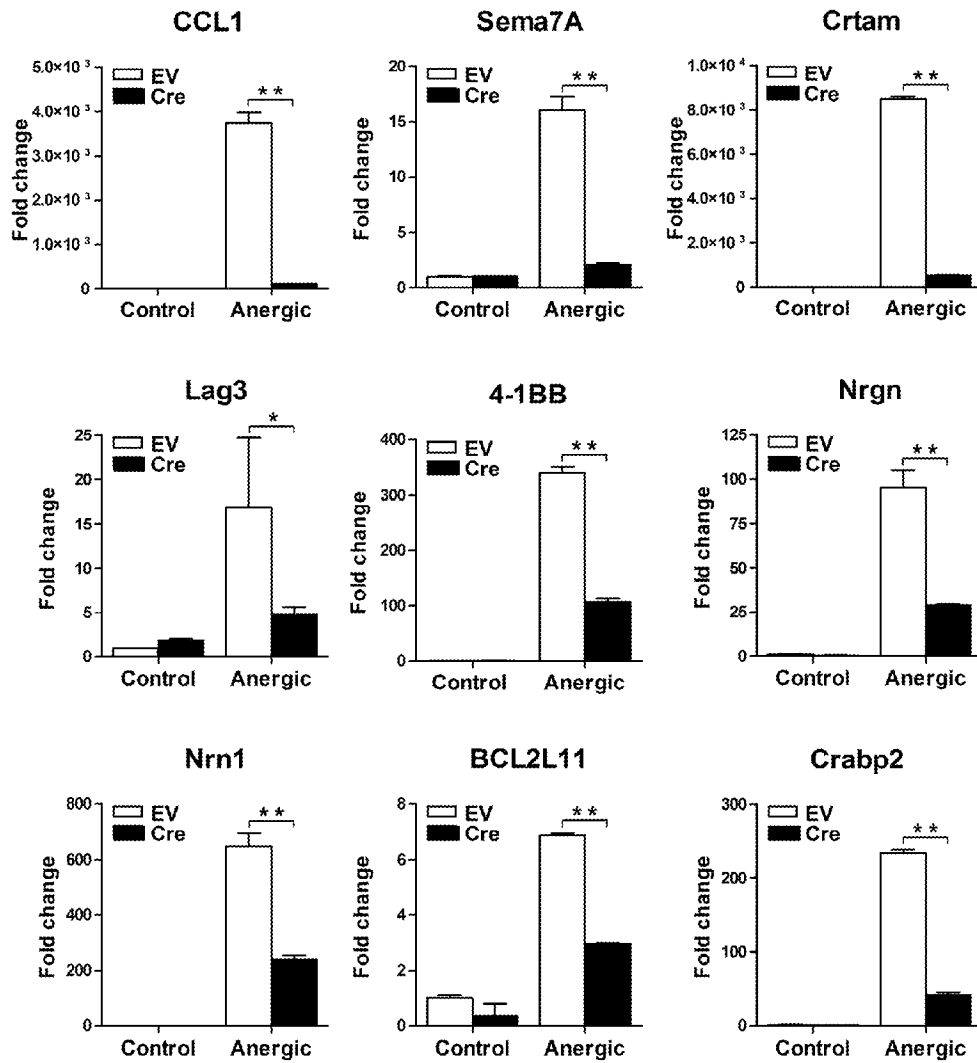 CCL1
Sema7A
Crtam
Fold change
5.0×10³
4.0×10³
3.0×10³
2.0×10³
1.0×10³
0
EV
Cre
**
Control
Anergic
Fold change
20
15
10
5
0
EV
Cre
**
Control
Anergic
Fold change
1.0×10⁴
8.0×10³
6.0×10³
4.0×10³
2.0×10³
0
EV
Cre
**
Control
Anergic
Lag3
4-1BB
Nrgn
Fold change
25
20
15
10
5
0
EV
Cre
*
Control
Anergic
Fold change
400
300
200
100
0
EV
Cre
**
Control
Anergic
Fold change
125
100
75
50
25
0
EV
Cre
**
Control
Anergic
Nrn1
BCL2L11
Crabp2
Fold change
800
600
400
200
0
EV
Cre
**
Control
Anergic
Fold change
8
6
4
2
0
EV
Cre
**
Control
Anergic
Fold change
300
200
100
0
EV
Cre
**
Control
Anergic